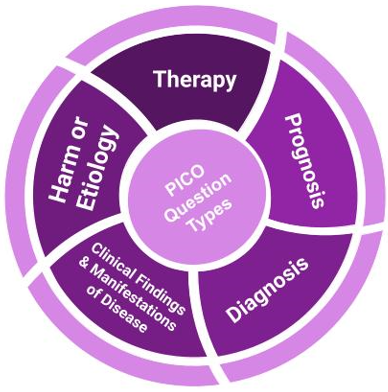 Therapy
Prognosis
Diagnosis
Clinical Findings
& Manifestations
of Disease
Harm or
Etiology
PICO
Question
Types